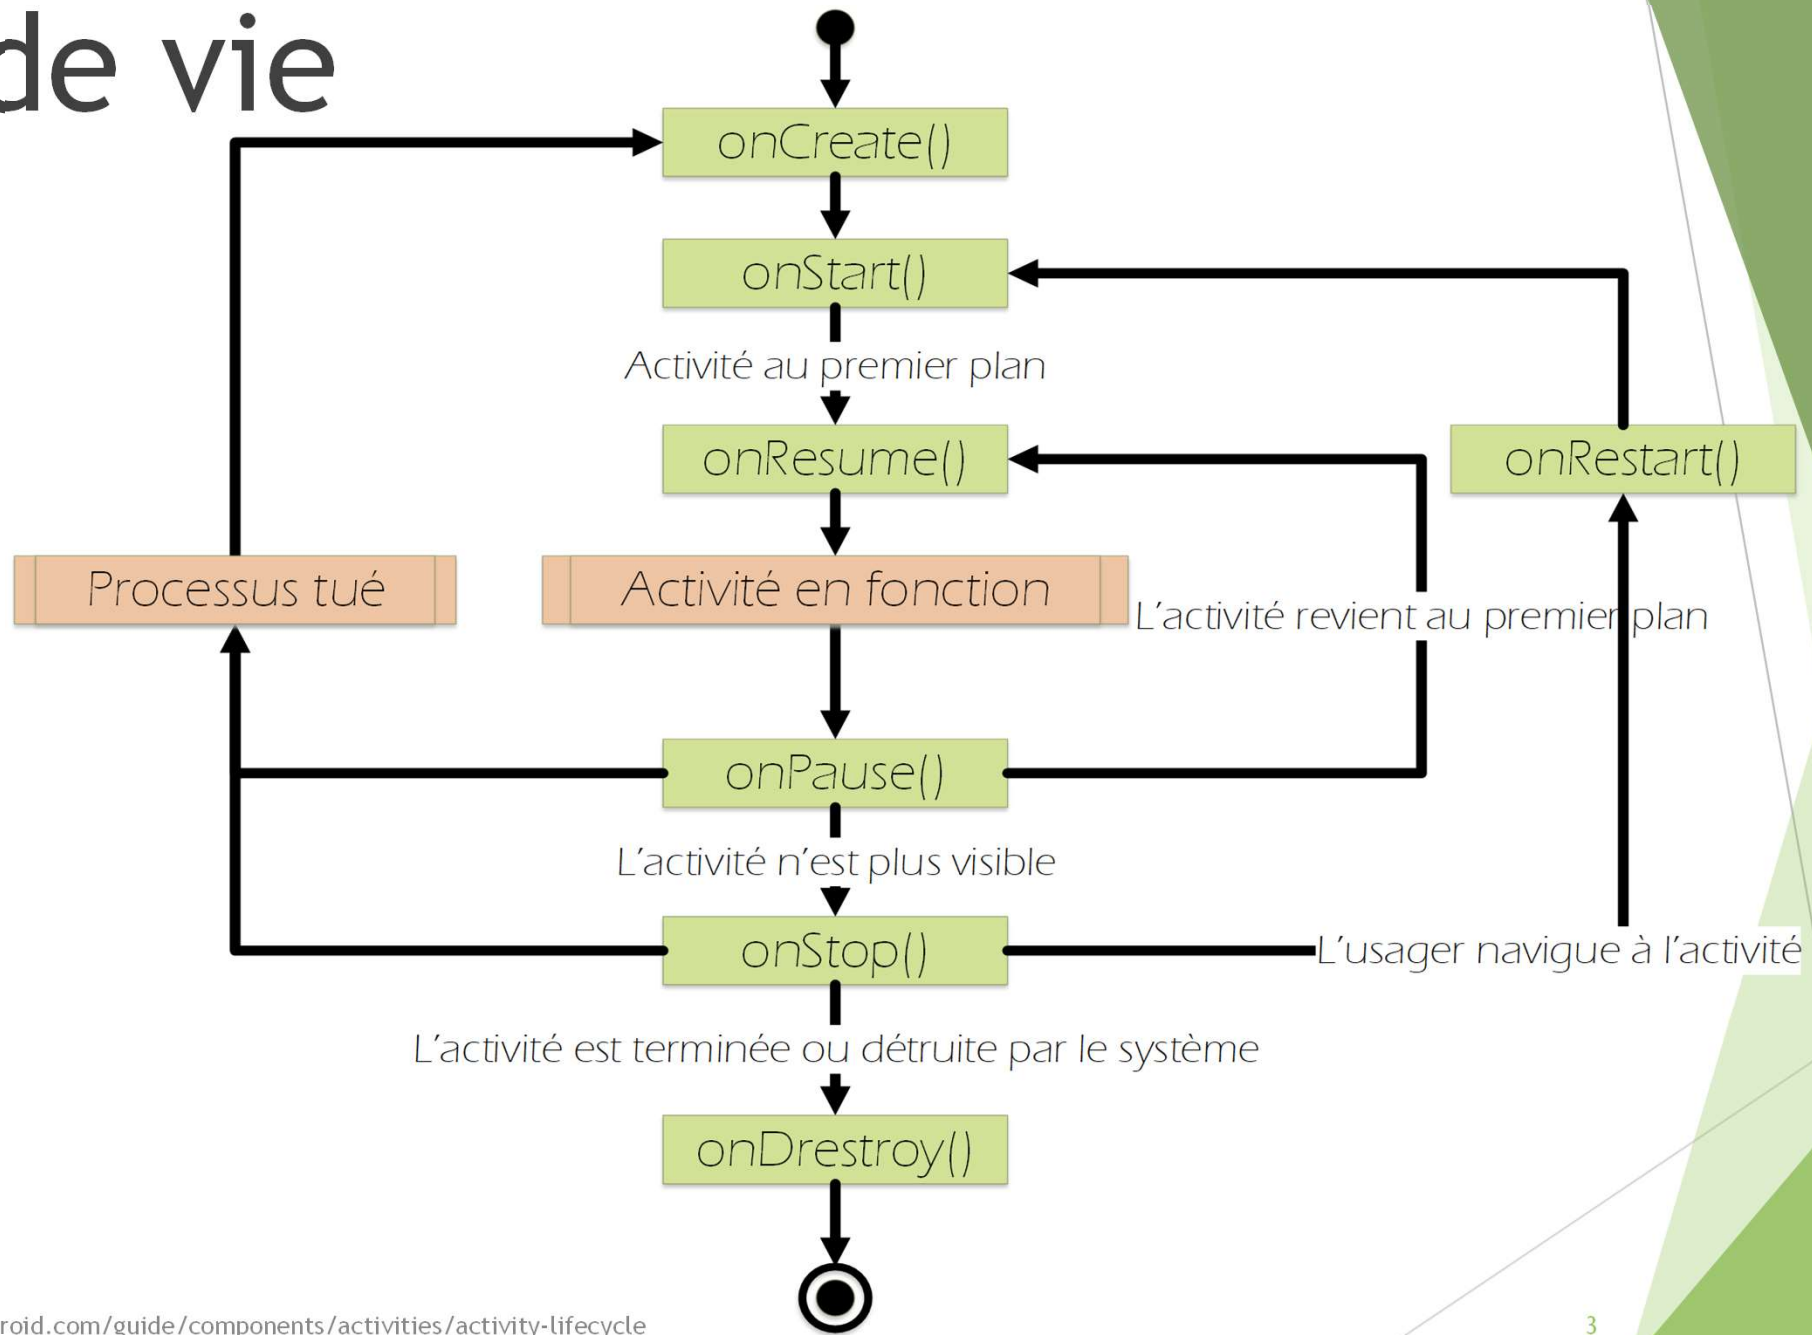 de vie
onCreate()
onStart()
Activité au premier plan
onResume()
onRestart()
Processus tué
Activité en fonction
L'activité revient au premier plan
onPause()
L'activité n'est plus visible
onStop()
L'usager navigue à l'activité
L'activité est terminée ou détruite par le système
onDrestroy()
roid.com/guide/components/activities/activity-lifecycle
3